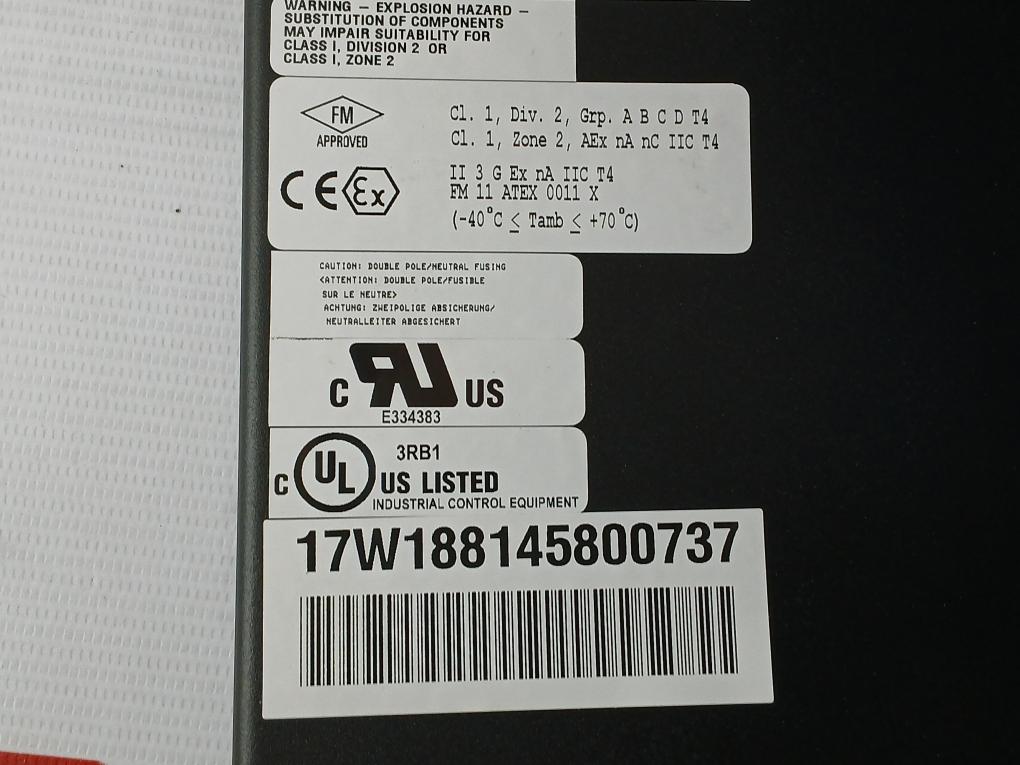 WARNING — EXPLOSION HAZARD —
SUBSTITUTION OF COMPONENTS
MAY IMPAIR SUITABILITY FOR
CLASS I, DIVISION 2 OR
CLASS I, ZONE 2
FM
APPROVED
Cl. 1, Div. 2, Grp. A B C D T4
Cl. 1, Zone 2, AEx nA nC IIC T4
CE Ex
II 3 G Ex nA IIC T4
FM 11 ATEX 0011 X
(-40°C ≤ Tamb ≤ +70°C)
CAUTION: DOUBLE POLE/NEUTRAL FUSING
<ATTENTION: DOUBLE POLE/FUSIBLE
SUR LE NEUTRE>
ACHTUNG: ZWEIPOLIGE ABSICHERUNG/
NEUTRALLEITER ABGESICHERT
C RU US
E334383
3RB1
C UL US LISTED
INDUSTRIAL CONTROL EQUIPMENT
17W188145800737